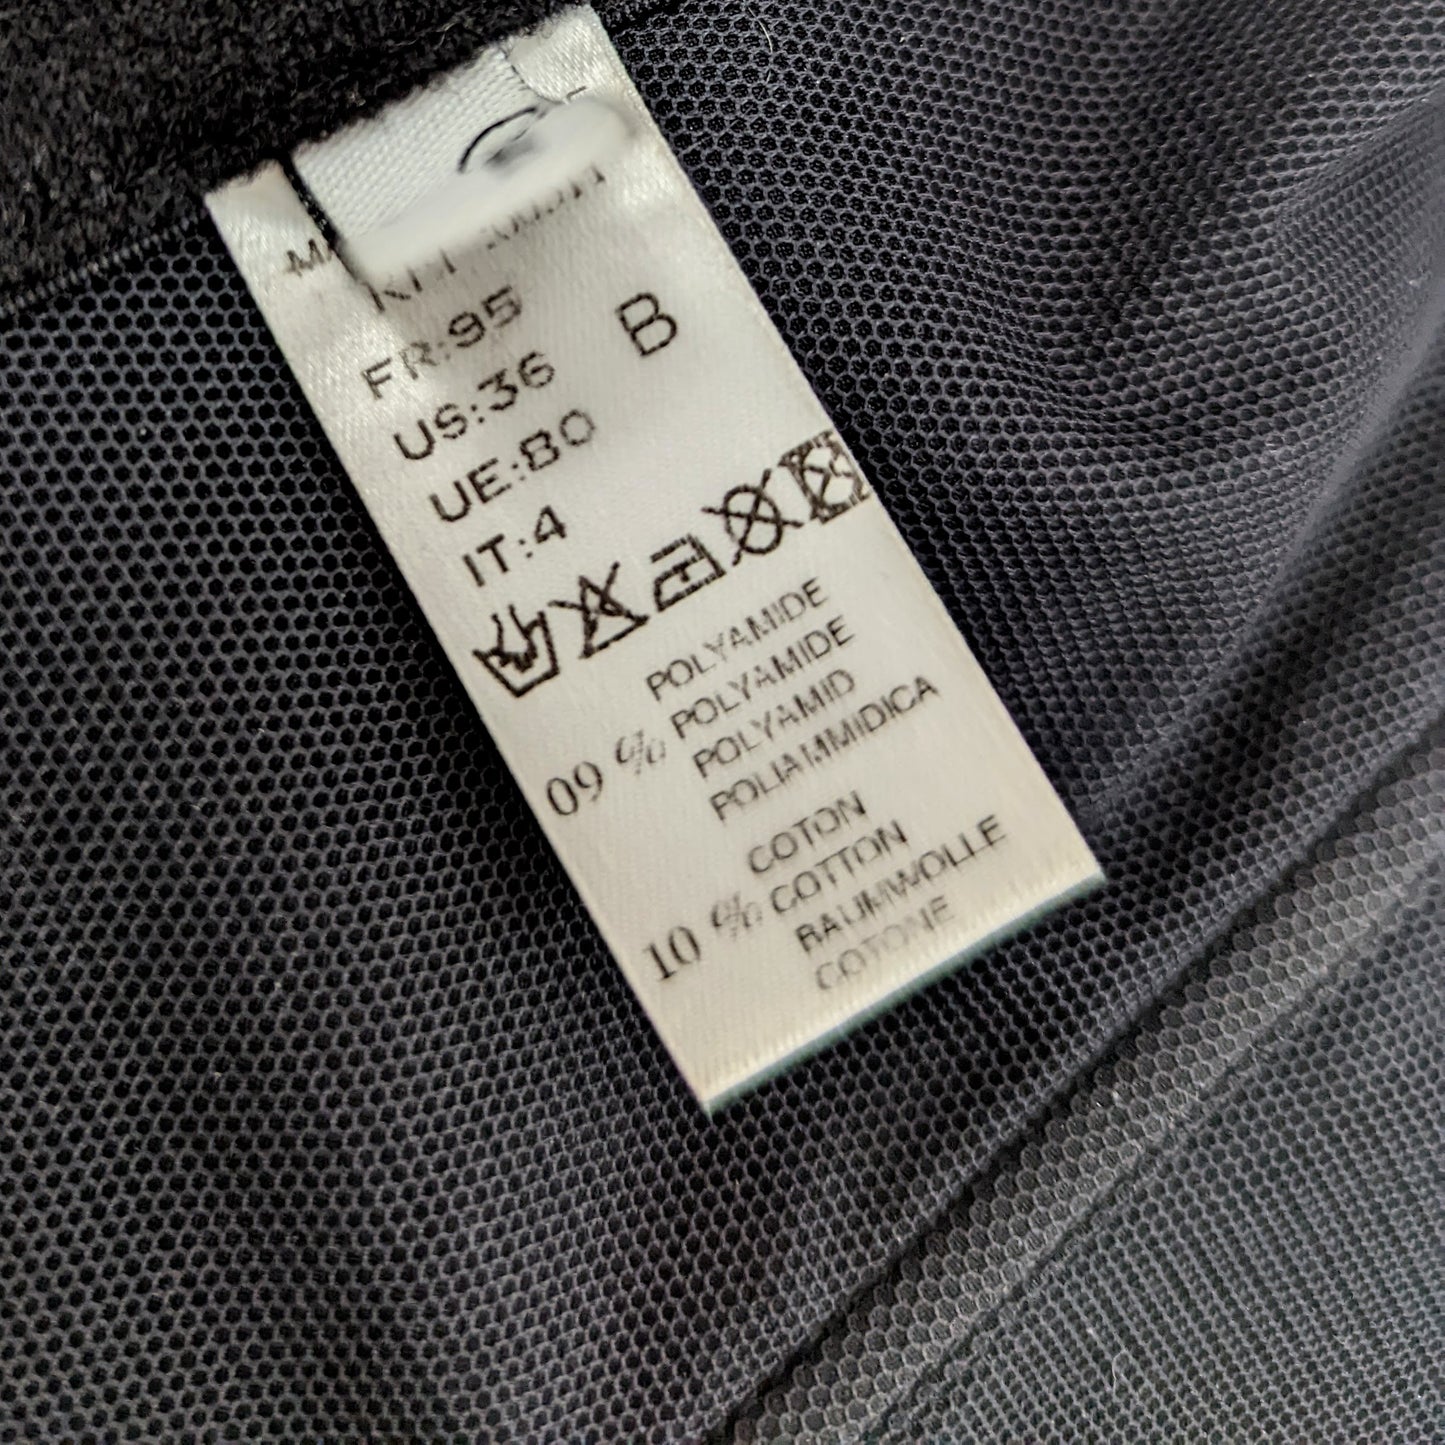 FR:95
B
US:36
UE:80
IT:4
POLYAMIDE
POLYAMIDE
09 %
POLYAMID
POLIAMMIDICA
COTON
10 % COTTON
BAUMWOLLE
COTONE